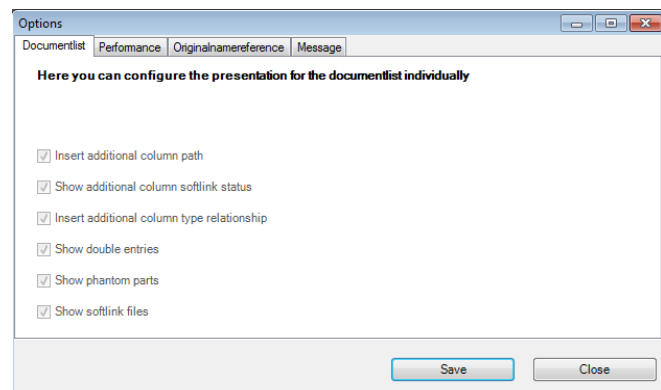 Options
Documentlist Performance Originalnamereference Message
Here you can configure the presentation for the documentlist individually
Insert additional column path
Show additional column softlink status
Insert additional column type relationship
Show double entries
Show phantom parts
Show softlink files
Save Close